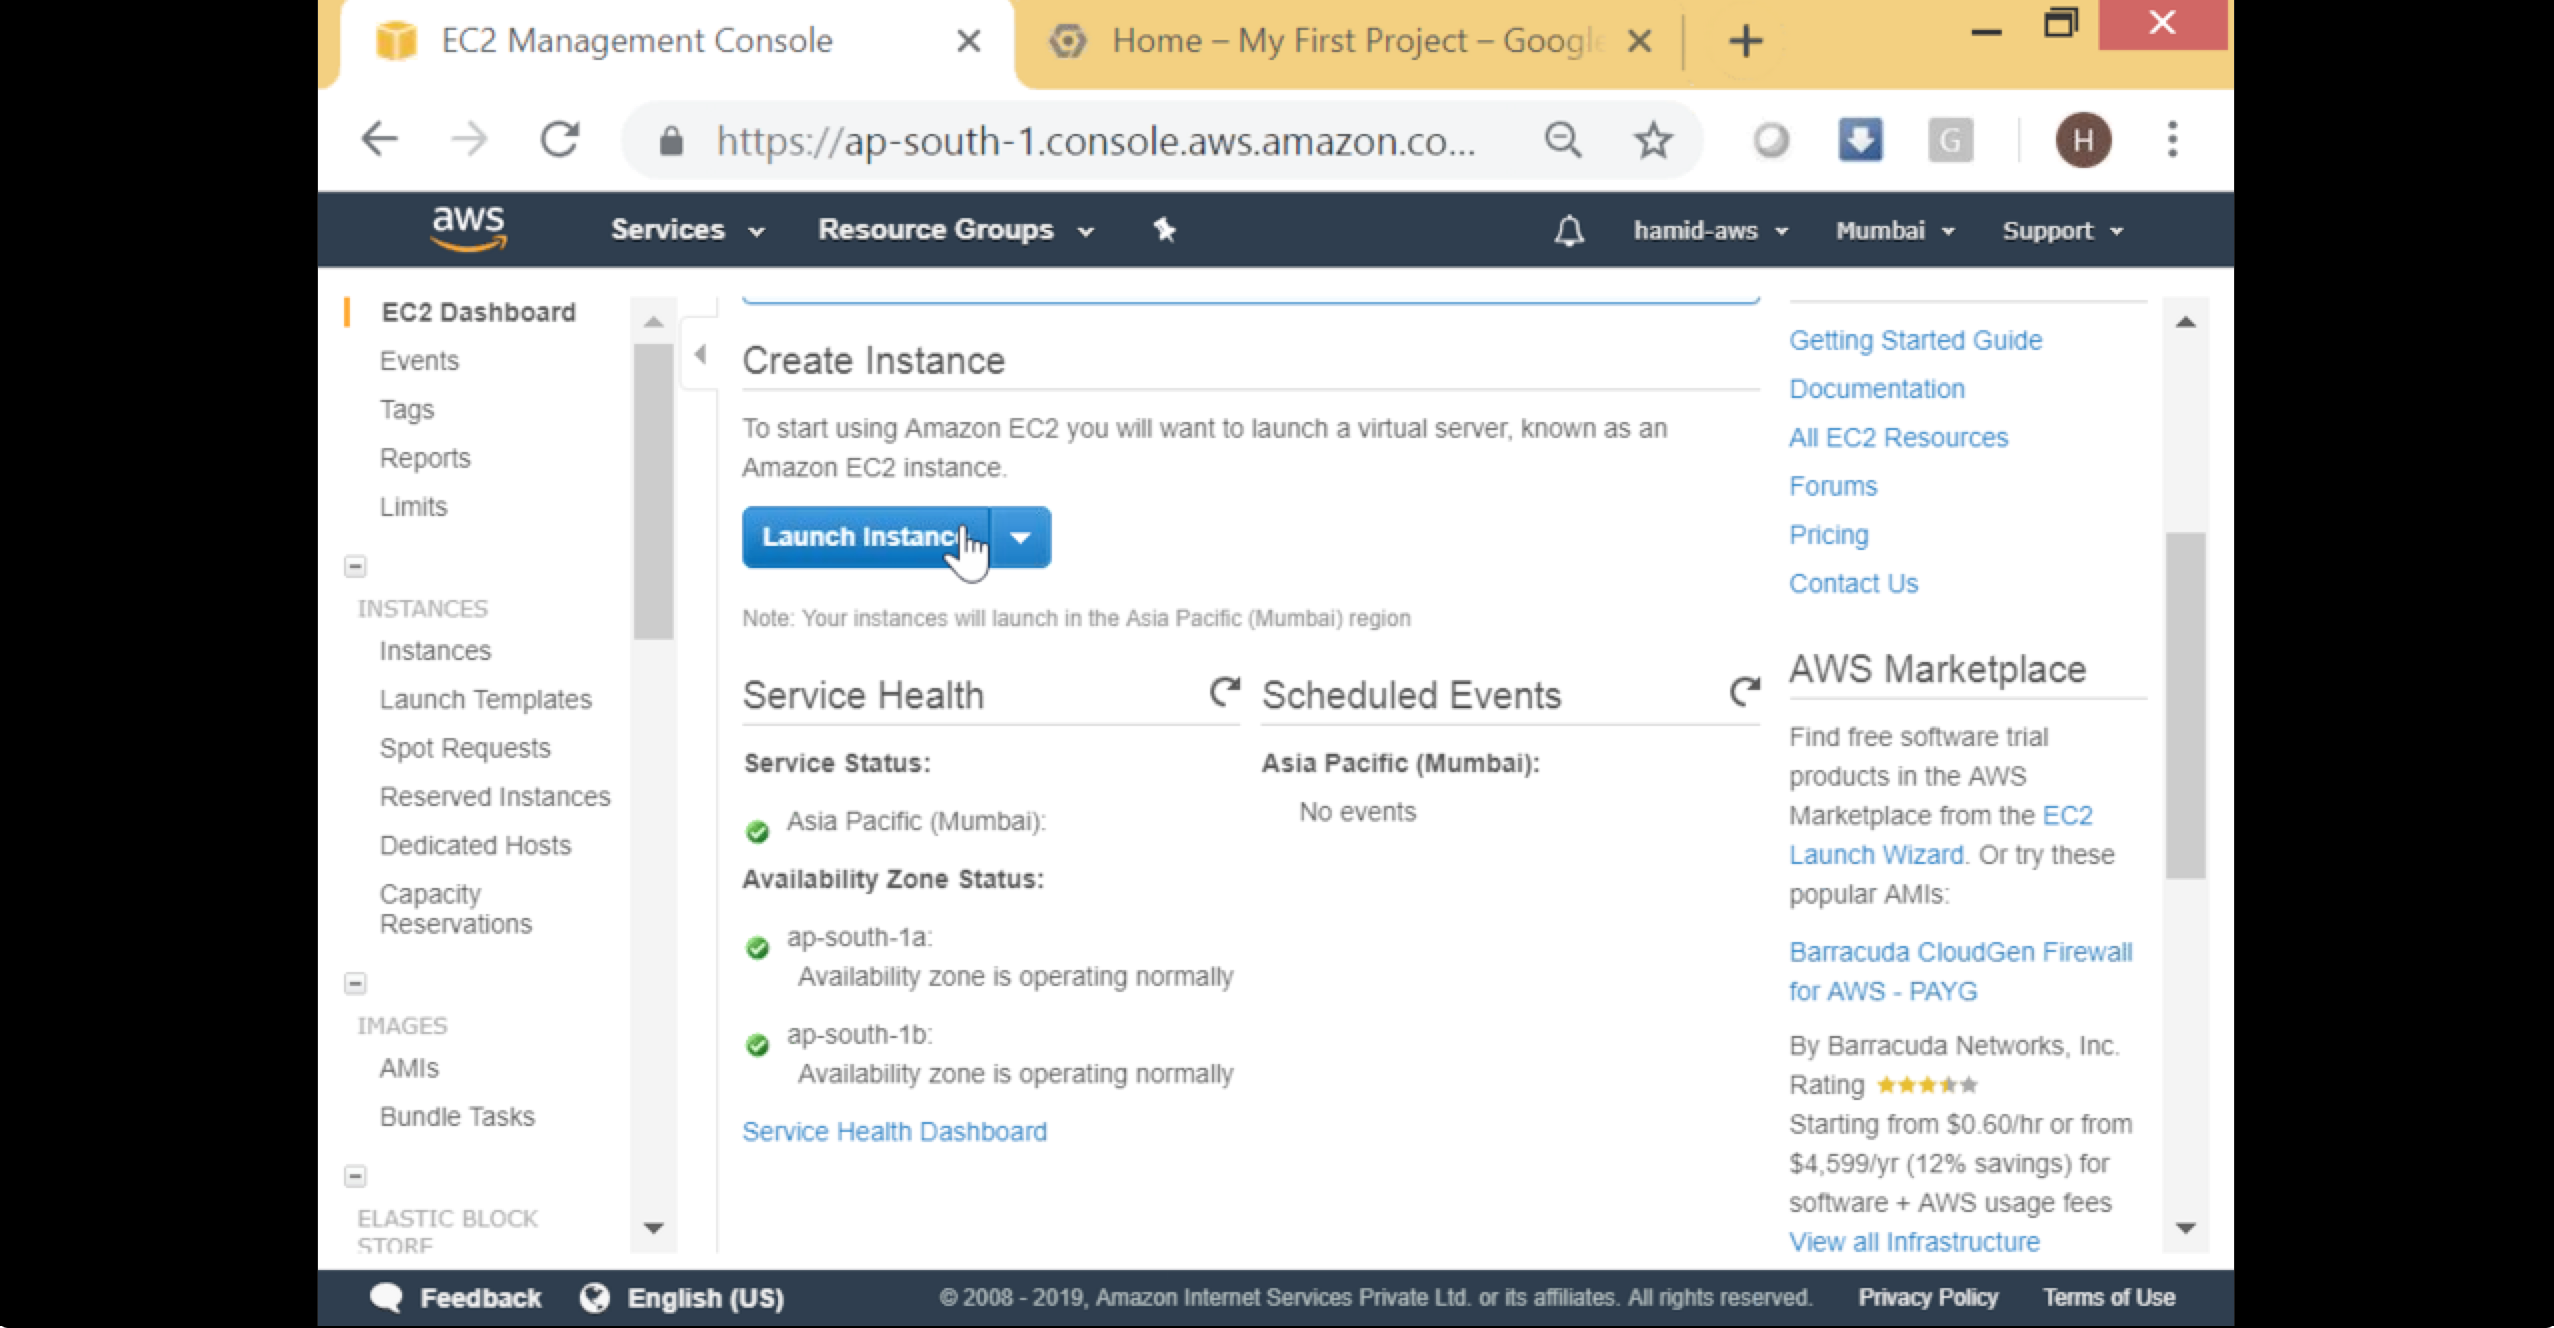 EC2 Management Console
Home – My First Project – Google
https://ap-south-1.console.aws.amazon.co...
G
H
aws
Services
Resource Groups
hamid-aws
Mumbai
Support
EC2 Dashboard
Events
Tags
Reports
Limits
INSTANCES
Instances
Launch Templates
Spot Requests
Reserved Instances
Dedicated Hosts
Capacity
Reservations
IMAGES
AMIs
Bundle Tasks
ELASTIC BLOCK
STORE
Create Instance
To start using Amazon EC2 you will want to launch a virtual server, known as an
Amazon EC2 instance.
Launch Instanc
Note: Your instances will launch in the Asia Pacific (Mumbai) region
Service Health
Service Status:
Asia Pacific (Mumbai):
Availability Zone Status:
ap-south-1a:
Availability zone is operating normally
ap-south-1b:
Availability zone is operating normally
Service Health Dashboard
Scheduled Events
Asia Pacific (Mumbai):
No events
Getting Started Guide
Documentation
All EC2 Resources
Forums
Pricing
Contact Us
AWS Marketplace
Find free software trial
products in the AWS
Marketplace from the EC2
Launch Wizard. Or try these
popular AMIs:
Barracuda CloudGen Firewall
for AWS - PAYG
By Barracuda Networks, Inc.
Rating
Starting from $0.60/hr or from
$4,599/yr (12% savings) for
software + AWS usage fees
View all Infrastructure
Feedback
English (US)
© 2008 - 2019, Amazon Internet Services Private Ltd. or its affiliates. All rights reserved.
Privacy Policy
Terms of Use